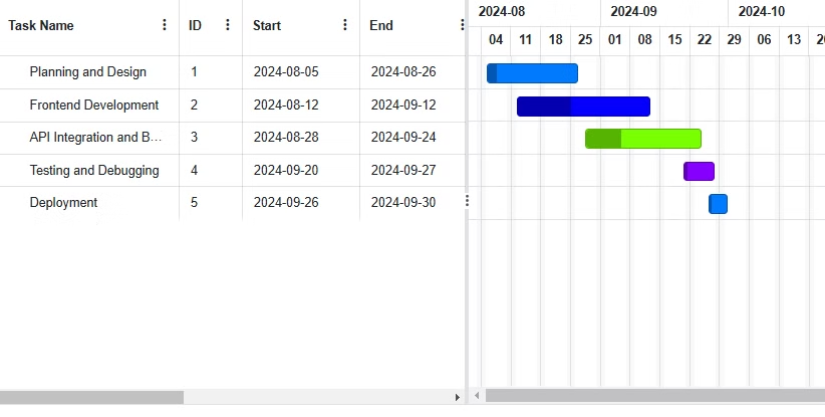 Task Name ID Start End 2024-08 2024-09 2024-10
04 11 18 25 01 08 15 22 29 06 13
Planning and Design 1 2024-08-05 2024-08-26
Frontend Development 2 2024-08-12 2024-09-12
API Integration and B... 3 2024-08-28 2024-09-24
Testing and Debugging 4 2024-09-20 2024-09-27
Deployment 5 2024-09-26 2024-09-30